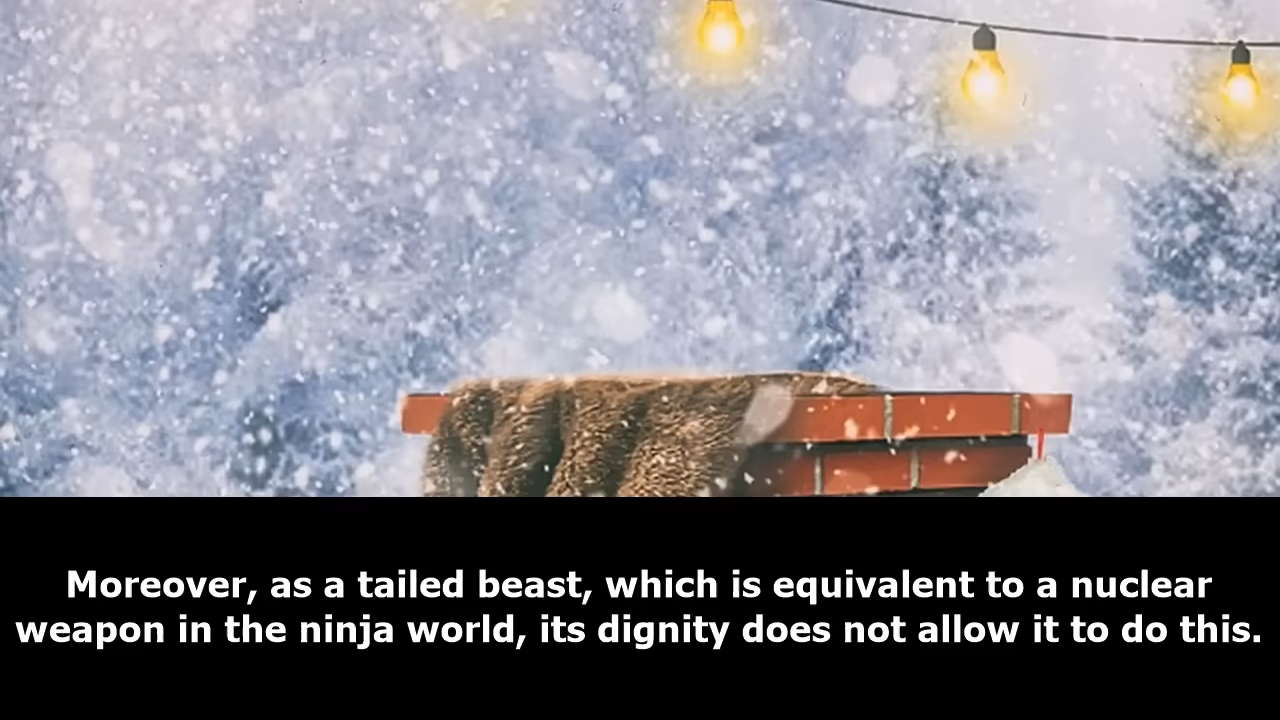 Moreover, as a tailed beast, which is equivalent to a nuclear
weapon in the ninja world, its dignity does not allow it to do this.